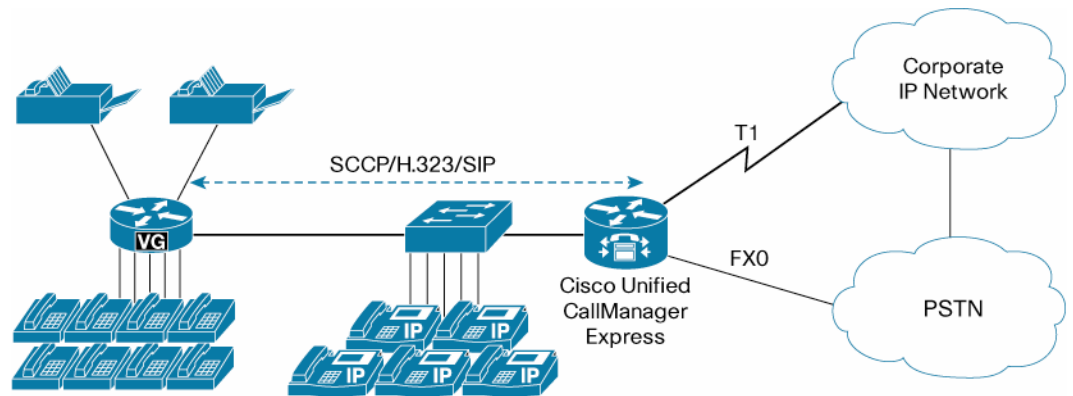 Corporate
IP Network
T1
SCCP/H.323/SIP
VG
FX0
Cisco Unified
CallManager
Express
PSTN
IP
IP
IP
IP
IP